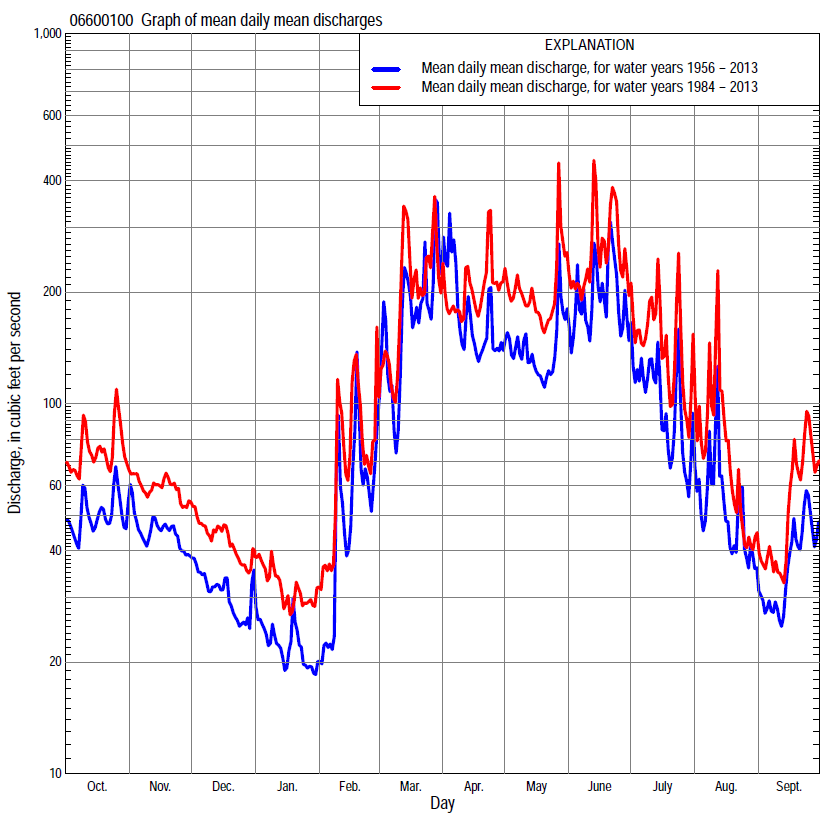 06600100 Graph of mean daily mean discharges
EXPLANATION
Mean daily mean discharge, for water years 1956 – 2013
Mean daily mean discharge, for water years 1984 – 2013
Discharge, in cubic feet per second
1,000
600
400
200
100
60
40
20
10
Oct. Nov. Dec. Jan. Feb. Mar. Apr. May June July Aug. Sept.
Day